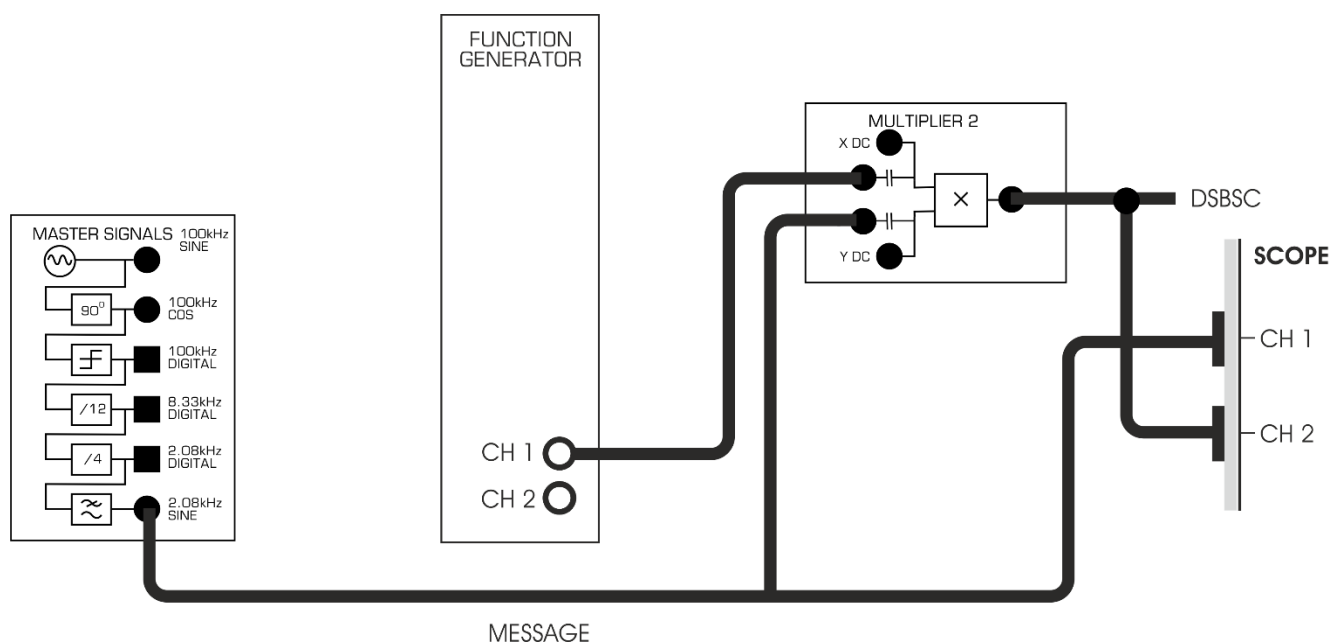 FUNCTION
GENERATOR
MULTIPLIER 2
X DC
×
Y DC
DSBSC
SCOPE
CH 1
CH 2
MASTER SIGNALS
100kHz
SINE
90⁰
100kHz
COS
100kHz
DIGITAL
/12
8.33kHz
DIGITAL
/4
2.08kHz
DIGITAL
2.08kHz
SINE
CH 1
CH 2
MESSAGE